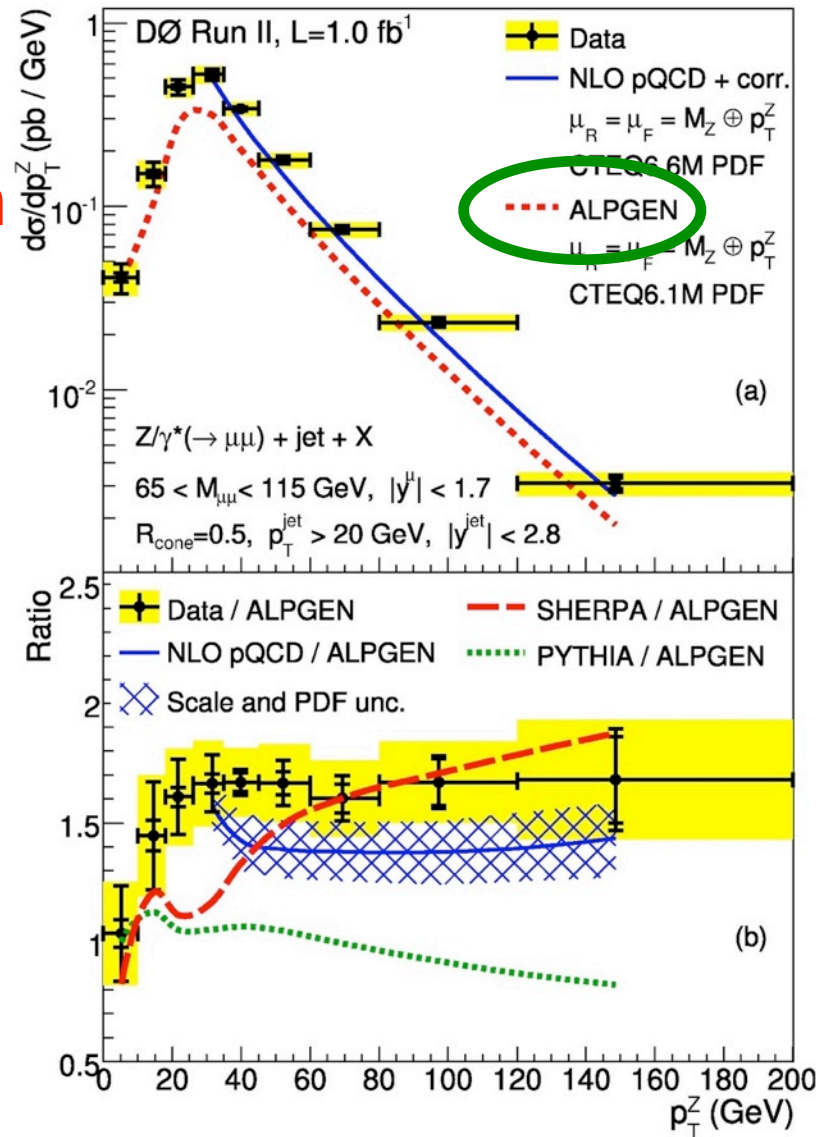 DØ Run II, L=1.0 fb⁻¹
Data
NLO pQCD + corr.
μ_R = μ_F = M_Z ⊕ p_T^Z
CTEQ6.6M PDF
ALPGEN
μ_R = μ_F = M_Z ⊕ p_T^Z
CTEQ6.1M PDF
dσ/dp_T^Z (pb / GeV)
1
10⁻¹
10⁻²
n
(a)
Z/γ*(→ μμ) + jet + X
65 < M_μμ < 115 GeV, |y^μ| < 1.7
R_cone=0.5, p_T^jet > 20 GeV, |y^jet| < 2.8
Ratio
2.5
2
1.5
1
0.5
Data / ALPGEN
NLO pQCD / ALPGEN
Scale and PDF unc.
SHERPA / ALPGEN
PYTHIA / ALPGEN
(b)
0 20 40 60 80 100 120 140 160 180 200
p_T^Z (GeV)